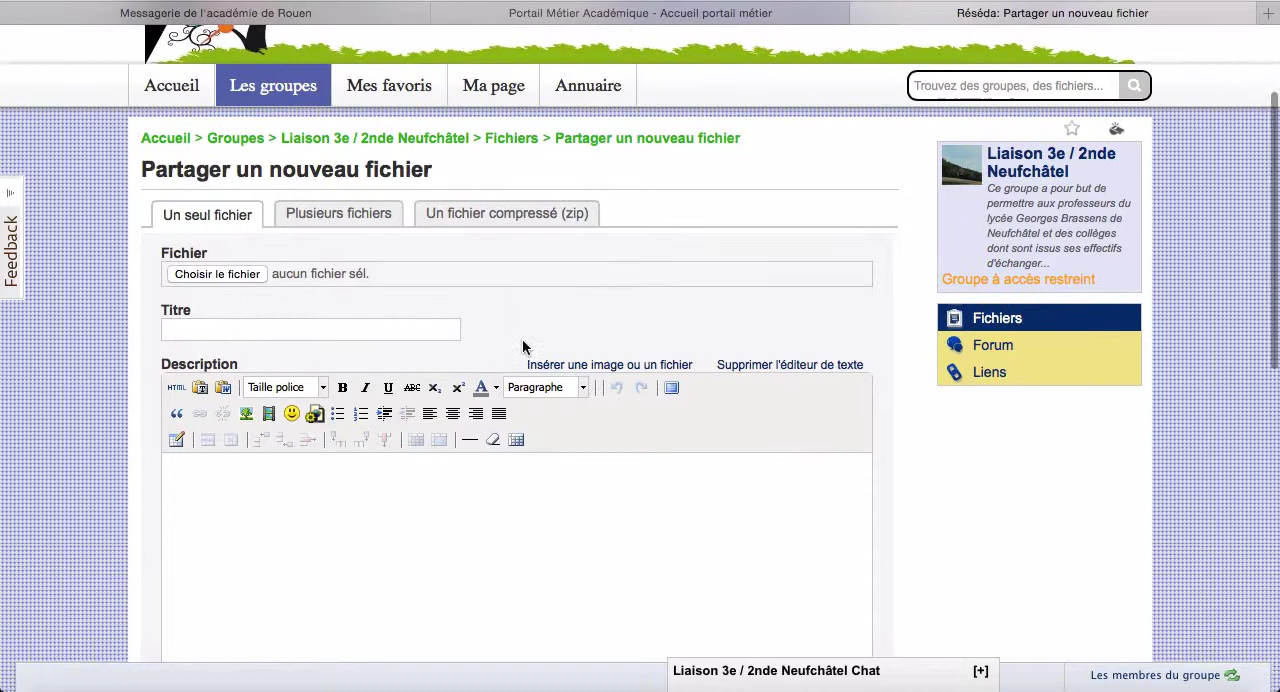 Messagerie de l'académie de Rouen
Portail Métier Académique - Accueil portail métier
Réséda: Partager un nouveau fichier
Accueil
Les groupes
Mes favoris
Ma page
Annuaire
Trouvez des groupes, des fichiers...
Accueil > Groupes > Liaison 3e / 2nde Neufchâtel > Fichiers > Partager un nouveau fichier
Partager un nouveau fichier
Un seul fichier
Plusieurs fichiers
Un fichier compressé (zip)
Fichier
Choisir le fichier aucun fichier sél.
Titre
Description
Insérer une image ou un fichier
Supprimer l'éditeur de texte
HTML
Taille police
B I U ABC X₂ X² A
Paragraphe
Liaison 3e / 2nde
Neufchâtel
Ce groupe a pour but de
permettre aux professeurs du
lycée Georges Brassens de
Neufchâtel et des collèges
dont sont issus ses effectifs
d'échanger...
Groupe à accès restreint
Fichiers
Forum
Liens
Feedback
Liaison 3e / 2nde Neufchâtel Chat [+]
Les membres du groupe